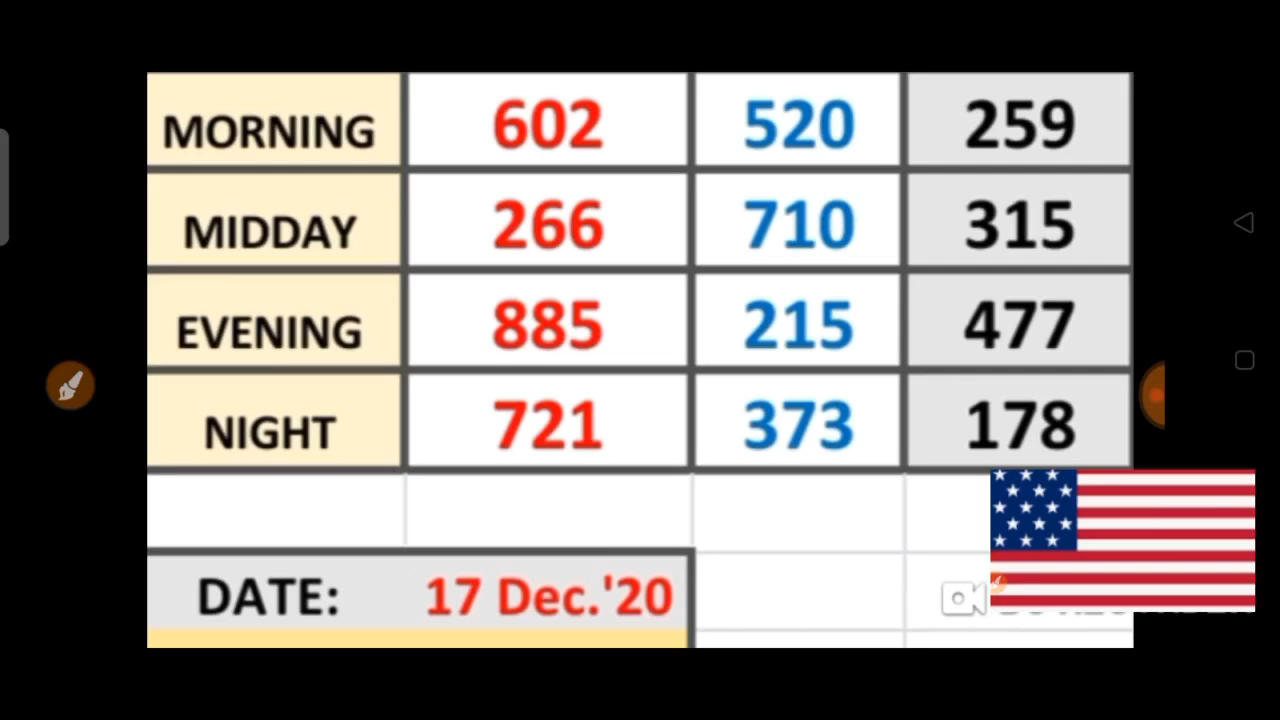 MORNING 602 520 259
MIDDAY 266 710 315
EVENING 885 215 477
NIGHT 721 373 178
DATE: 17 Dec.'20